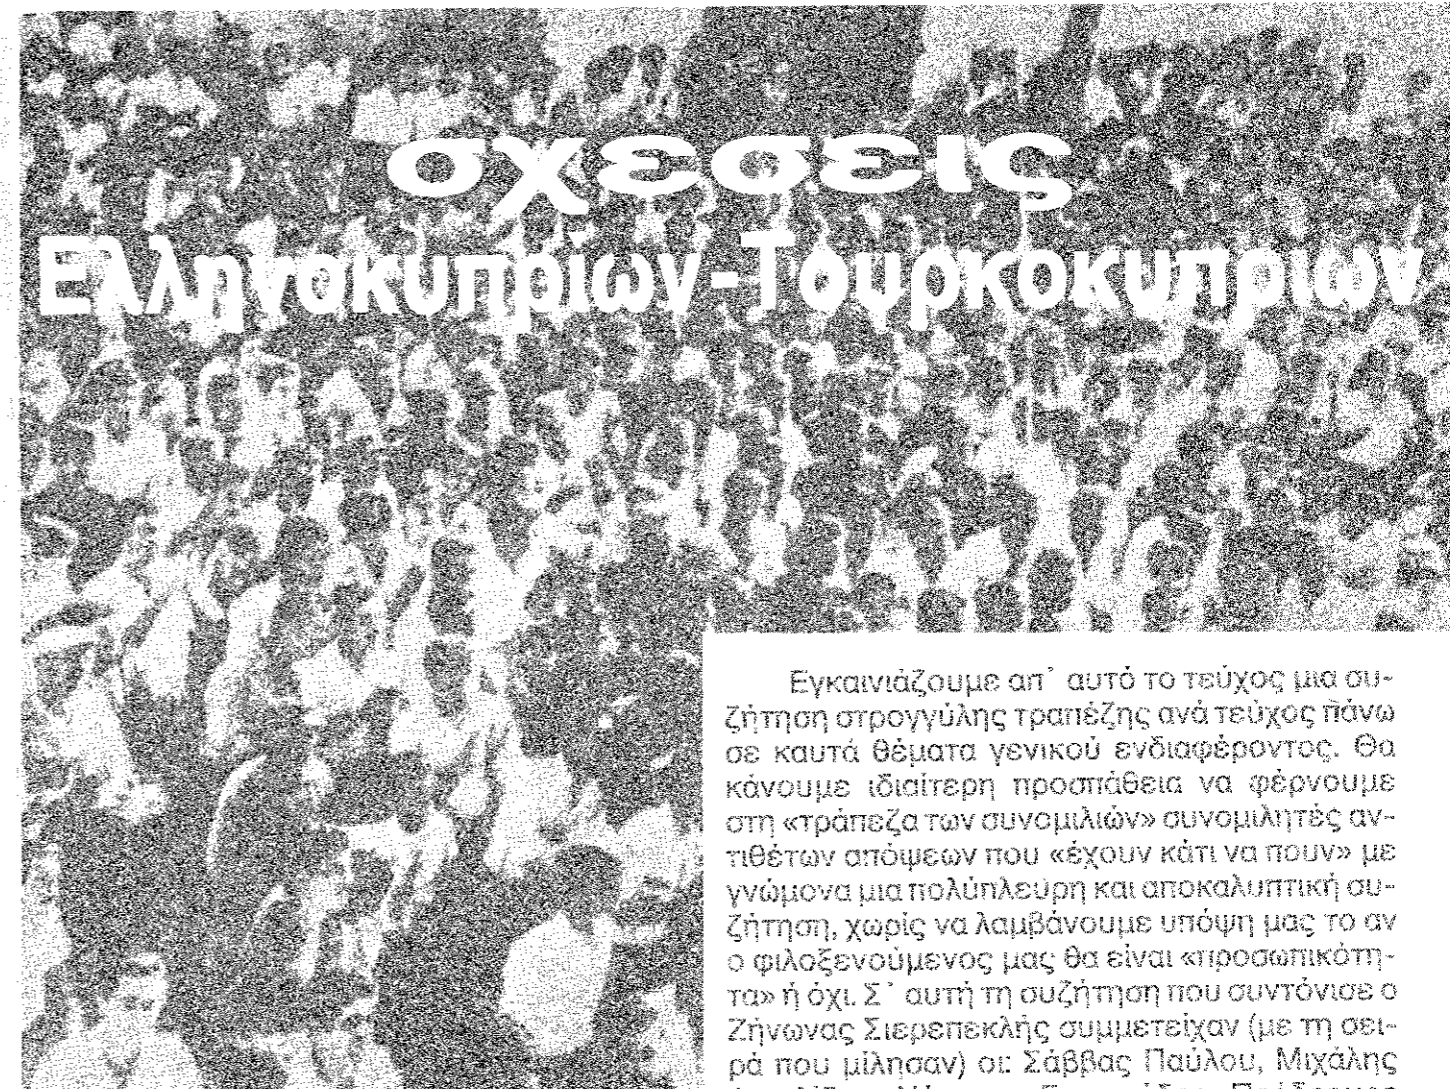 σχεσεις
Ελληνοκυπρίων-Τουρκοκυπρίων
Εγκαινιάζουμε απ᾽ αυτό το τεύχος μια συ-
ζήτηση στρογγύλης τραπέζης ανά τεύχος πάνω
σε καυτά θέματα γενικού ενδιαφέροντος. Θα
κάνουμε ιδιαίτερη προσπάθεια να φέρνουμε
στη «τράπεζα των συνομιλιών» συνομιλητές αν-
τιθέτων απόψεων που «έχουν κάτι να πουν» με
γνώμονα μια πολύπλευρη και αποκαλυπτική συ-
ζήτηση, χωρίς να λαμβάνουμε υπόψη μας το αν
ο φιλοξενούμενος μας θα είναι «προσωπικότη-
τα» ή όχι. Σ᾽ αυτή τη συζήτηση που συντόνισε ο
Ζήνωνας Σιερεπεκλής συμμετείχαν (με τη σει-
ρά που μίλησαν) οι: Σάββας Παύλου, Μιχάλης